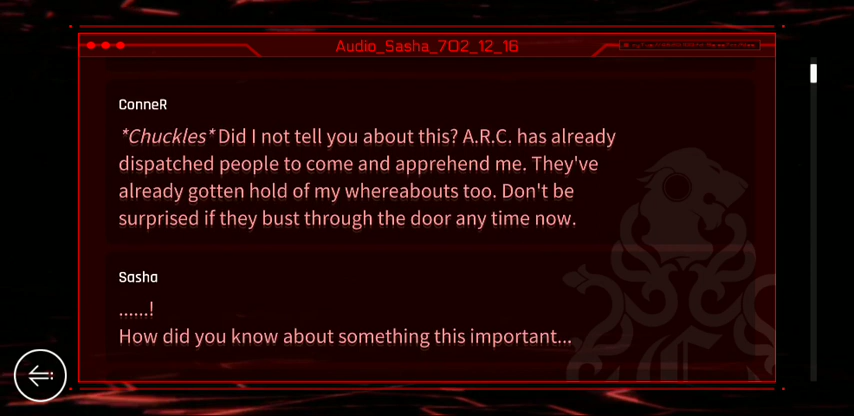 Audio_Sasha_702_12_16
ConneR
*Chuckles* Did I not tell you about this? A.R.C. has already
dispatched people to come and apprehend me. They've
already gotten hold of my whereabouts too. Don't be
surprised if they bust through the door any time now.
Sasha
......!
How did you know about something this important...